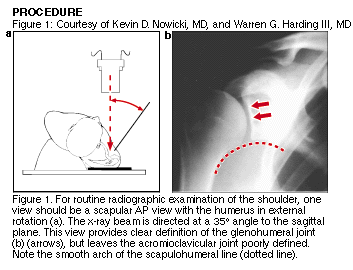 PROCEDURE
Figure 1: Courtesy of Kevin D. Nowicki, MD, and Warren G. Harding III, MD
a
b
Figure 1. For routine radiographic examination of the shoulder, one
view should be a scapular AP view with the humerus in external
rotation (a). The x-ray beam is directed at a 35° angle to the sagittal
plane. This view provides clear definition of the glenohumeral joint
(b) (arrows), but leaves the acromioclavicular joint poorly defined.
Note the smooth arch of the scapulohumeral line (dotted line).